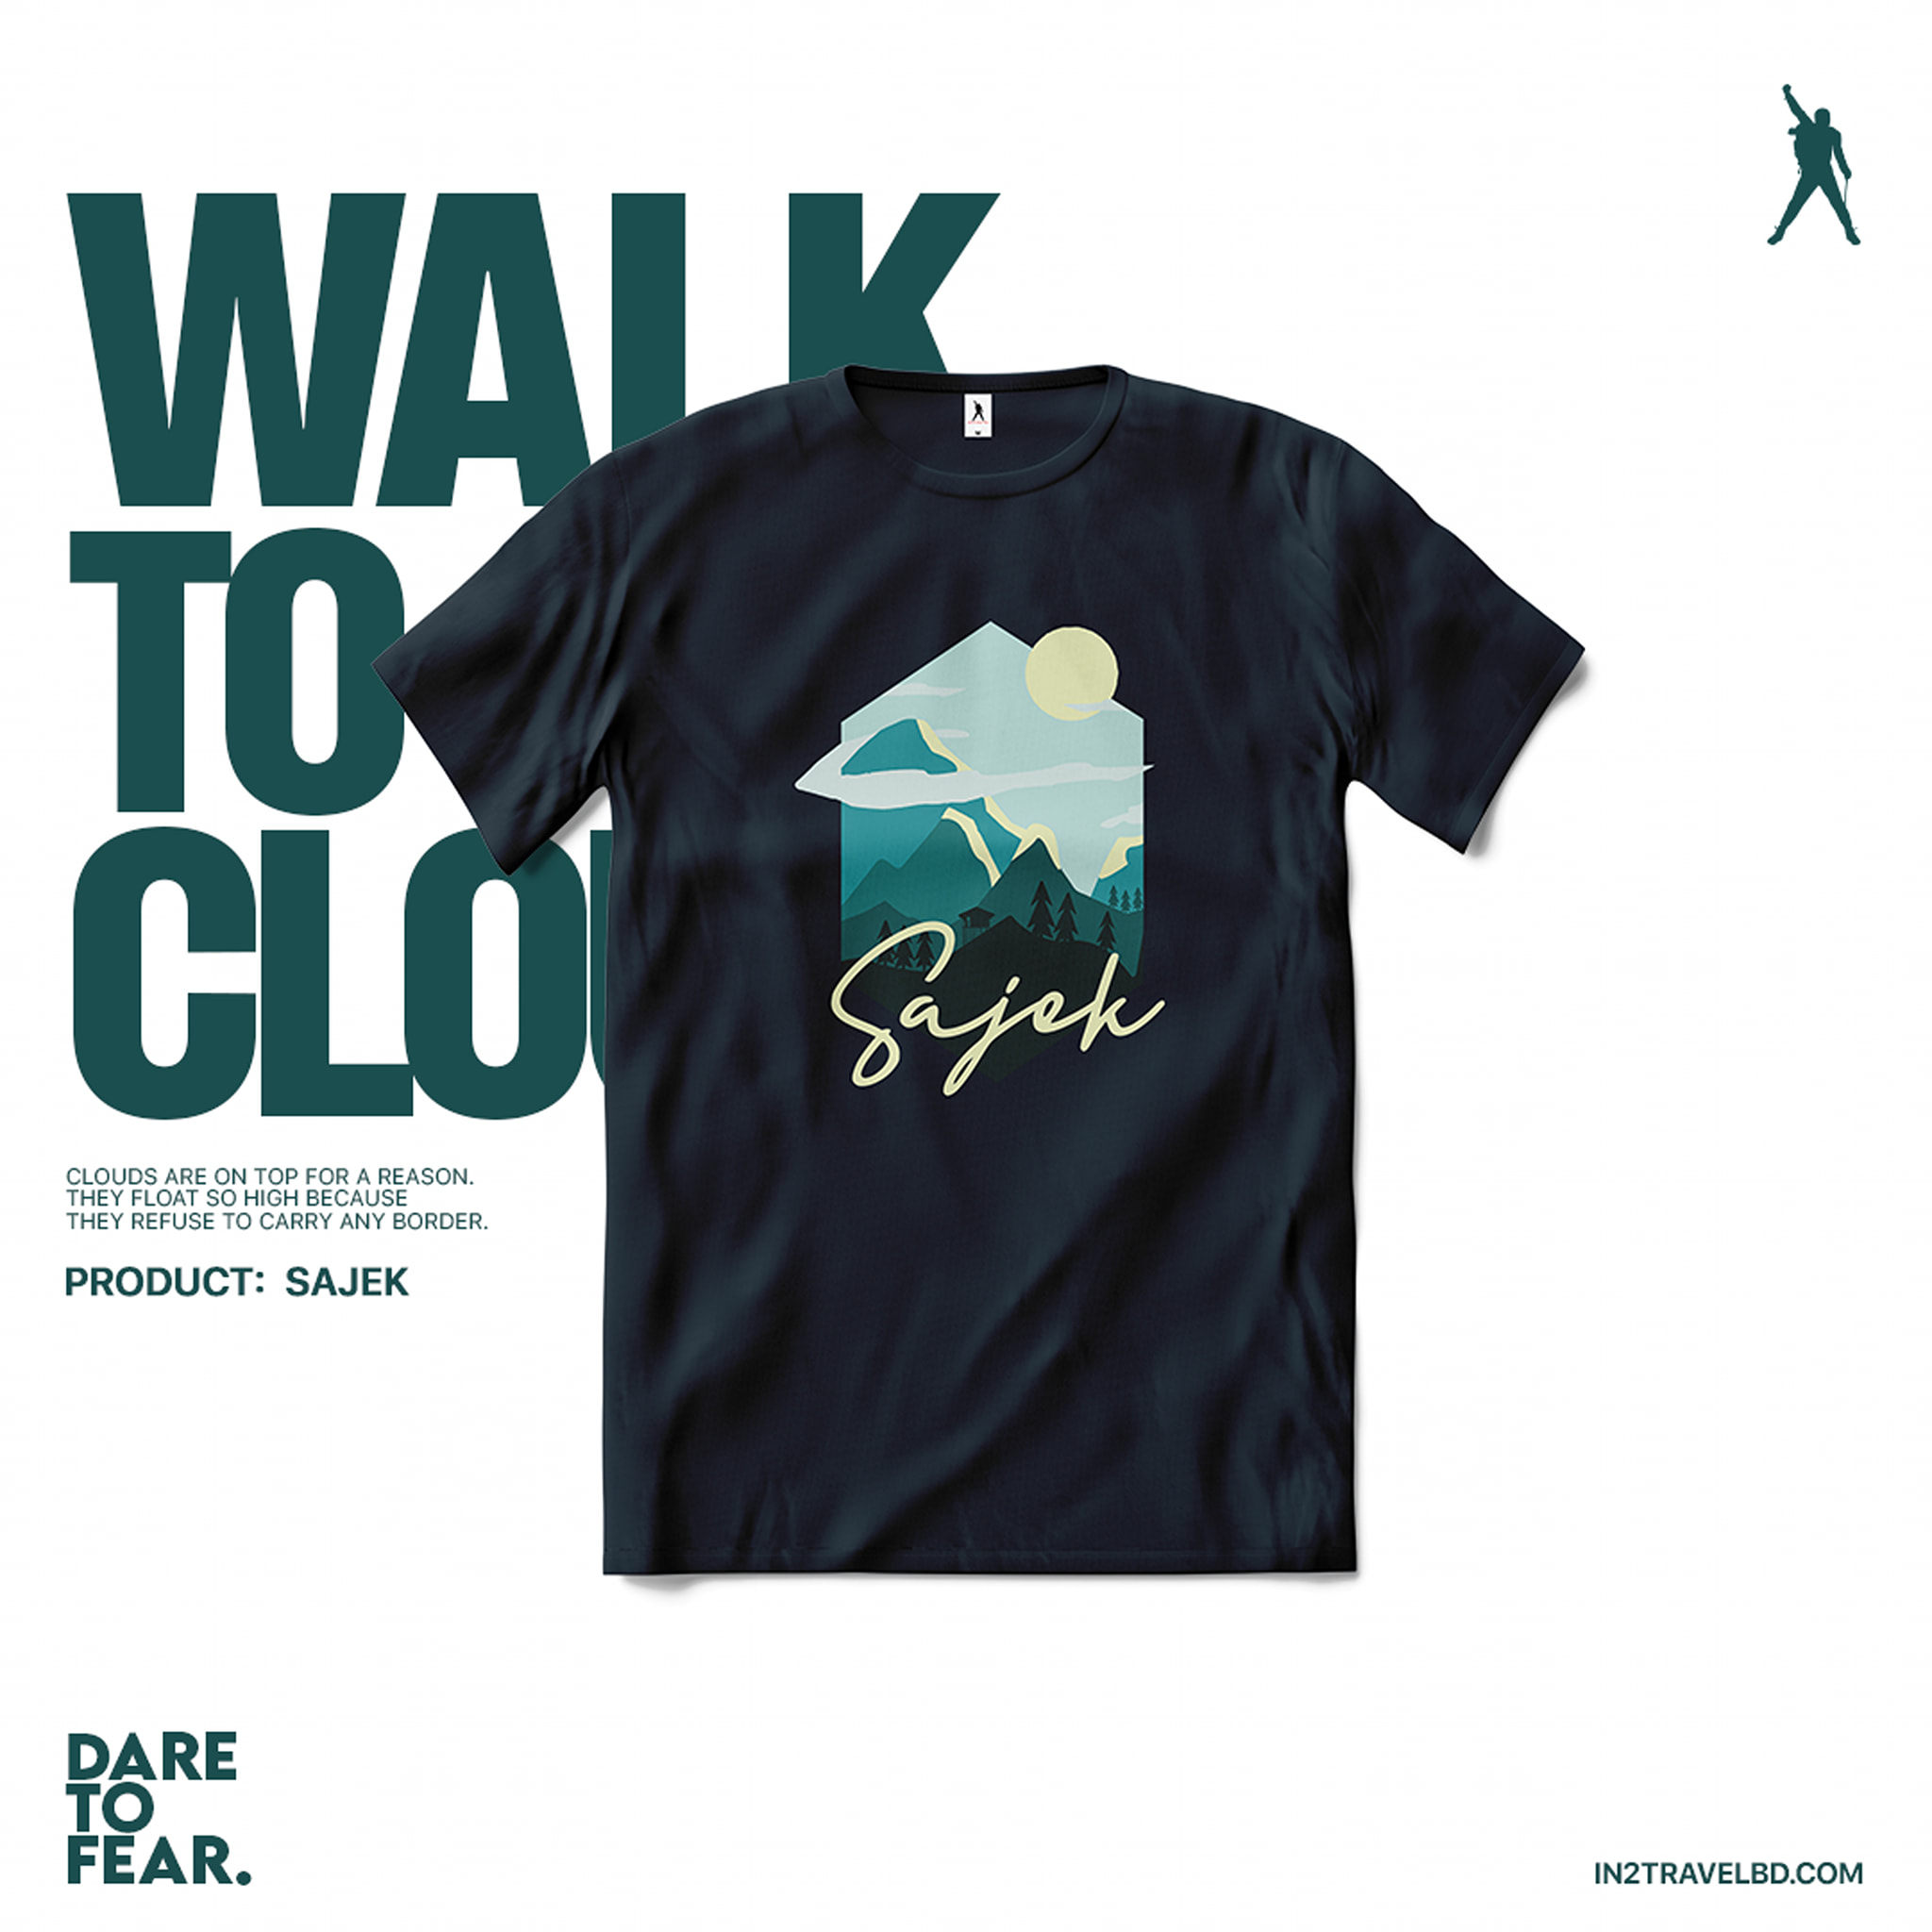 WALK
TO
CLOU
Sajek
CLOUDS ARE ON TOP FOR A REASON.
THEY FLOAT SO HIGH BECAUSE
THEY REFUSE TO CARRY ANY BORDER.
PRODUCT: SAJEK
DARE
TO
FEAR.
IN2TRAVELBD.COM